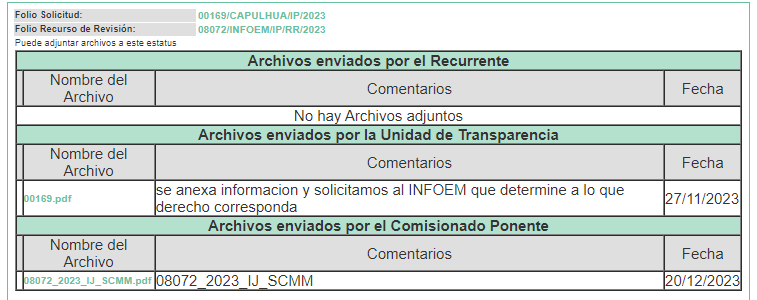 Folio Solicitud: 00169/CAPULHUA/IP/2023
Folio Recurso de Revisión: 08072/INFOEM/IP/RR/2023
Puede adjuntar archivos a este estatus
Archivos enviados por el Recurrente
Nombre del Archivo Comentarios Fecha
No hay Archivos adjuntos
Archivos enviados por la Unidad de Transparencia
Nombre del Archivo Comentarios Fecha
00169.pdf se anexa informacion y solicitamos al INFOEM que determine a lo que derecho corresponda 27/11/2023
Archivos enviados por el Comisionado Ponente
Nombre del Archivo Comentarios Fecha
08072_2023_IJ_SCMM.pdf 08072_2023_IJ_SCMM 20/12/2023